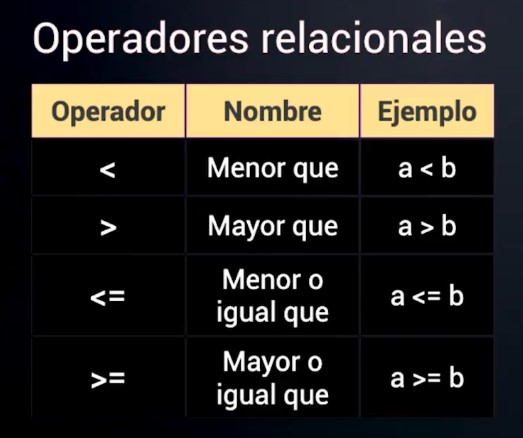 Operadores relacionales
Operador Nombre Ejemplo
< Menor que a < b
> Mayor que a > b
<= Menor o igual que a <= b
>= Mayor o igual que a >= b